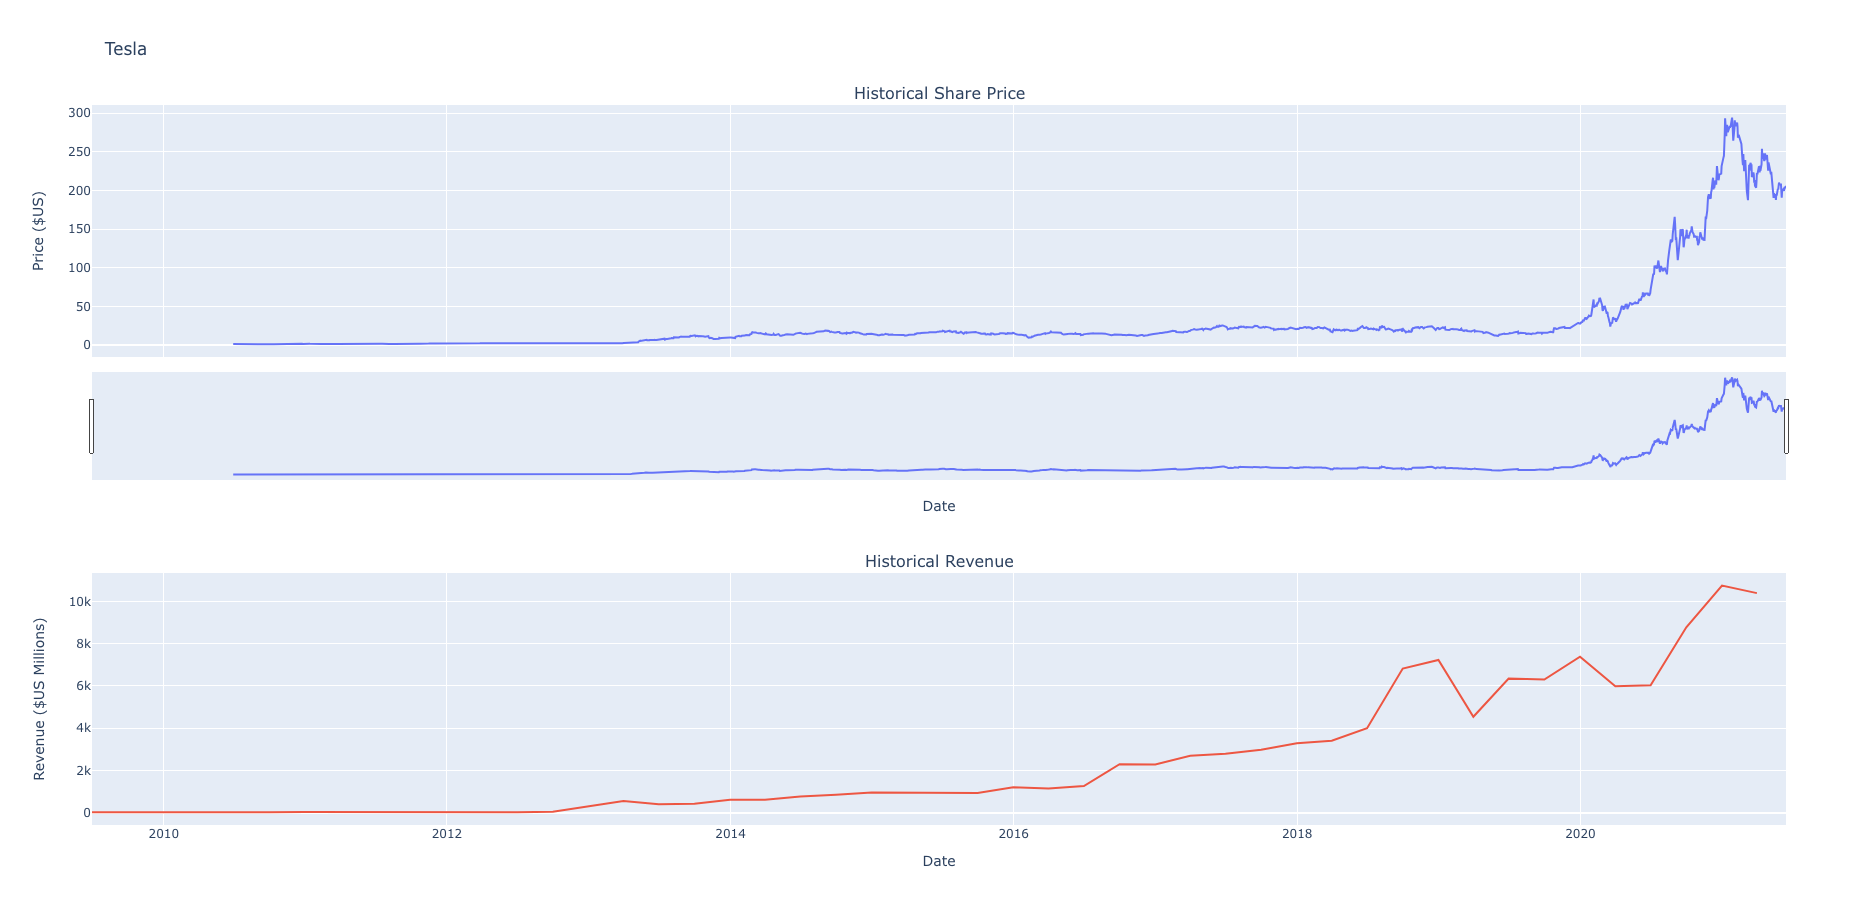 Tesla
Historical Share Price
300
250
200
150
100
50
0
Price ($US)
Date
Historical Revenue
10k
8k
6k
4k
2k
0
Revenue ($US Millions)
2010 2012 2014 2016 2018 2020
Date